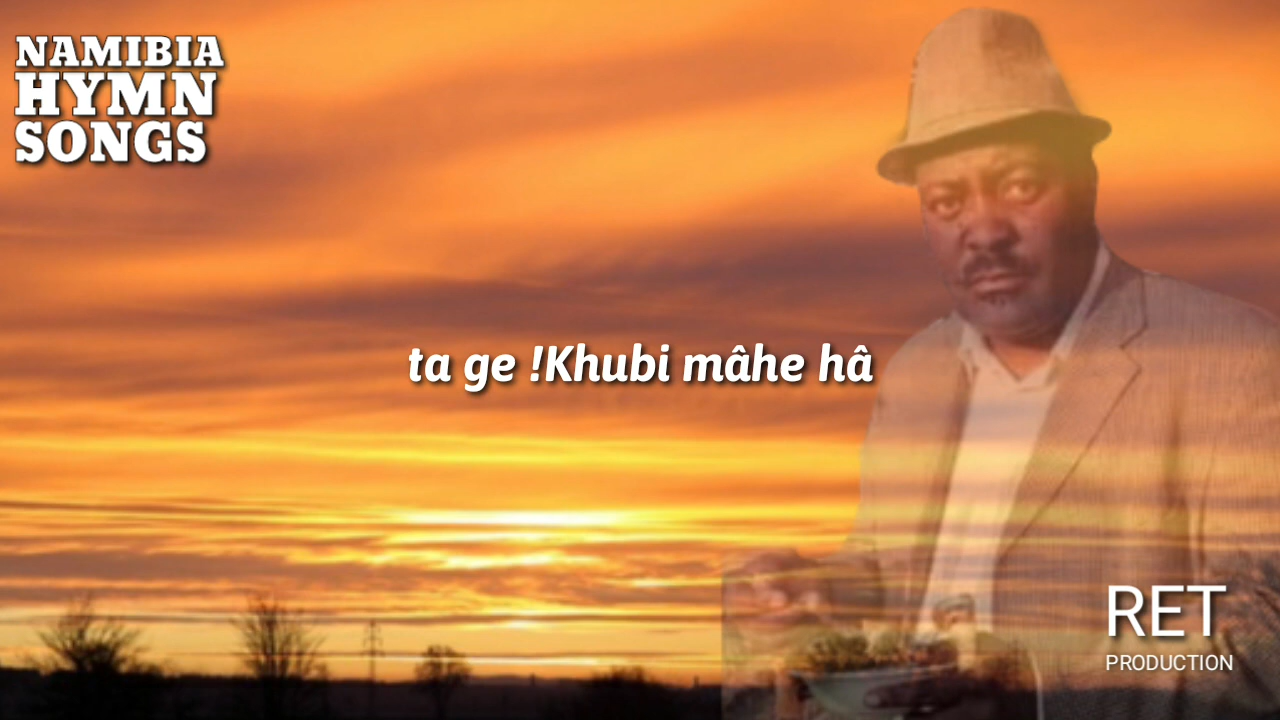 NAMIBIA
HYMN
SONGS
ta ge !Khubi mâhe hâ
RET
PRODUCTION